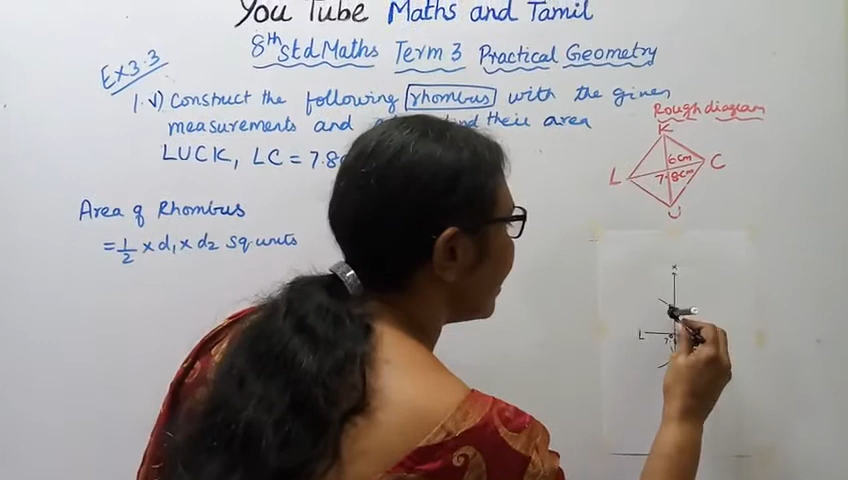 You Tube Maths and Tamil
8th Std Maths Term 3 Practical Geometry
Ex 3.3
1. v) Construct the following rhombus with the given
measurements and their area
LUCK, LC = 7.8
Rough diagram
K
6cm
L
C
7.8cm
U
Area of Rhombus
= 1/2 x d1 x d2 sq. units
X
L